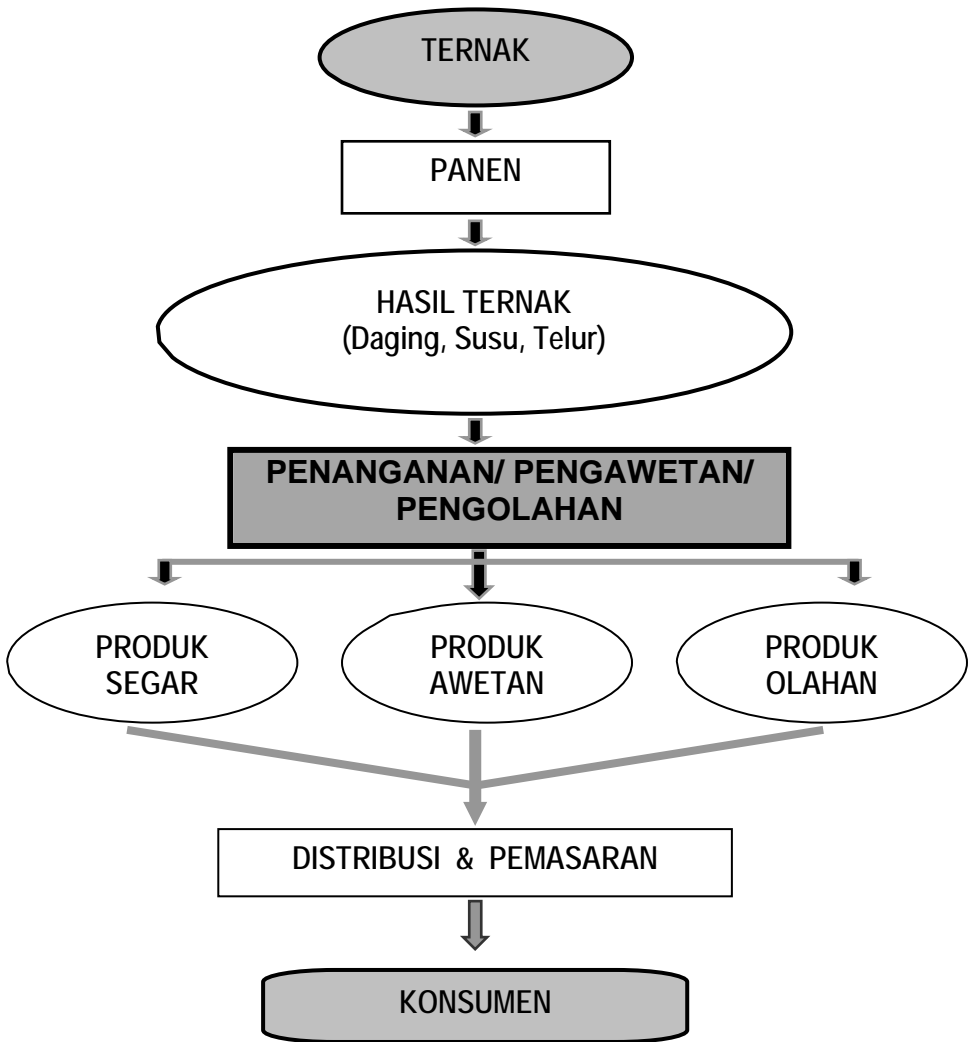 TERNAK
PANEN
HASIL TERNAK
(Daging, Susu, Telur)
PENANGANAN/ PENGAWETAN/
PENGOLAHAN
PRODUK
SEGAR
PRODUK
AWETAN
PRODUK
OLAHAN
DISTRIBUSI & PEMASARAN
KONSUMEN